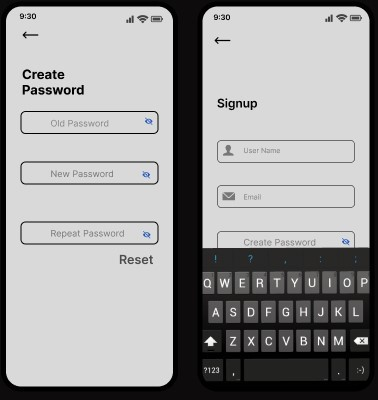 9:30
Create
Password
Old Password
New Password
Repeat Password
Reset
9:30
Signup
User Name
Email
Create Password
! ? , : ;
Q W E R T Y U I O P
A S D F G H J K L
Z X C V B N M
?123 , . :-)